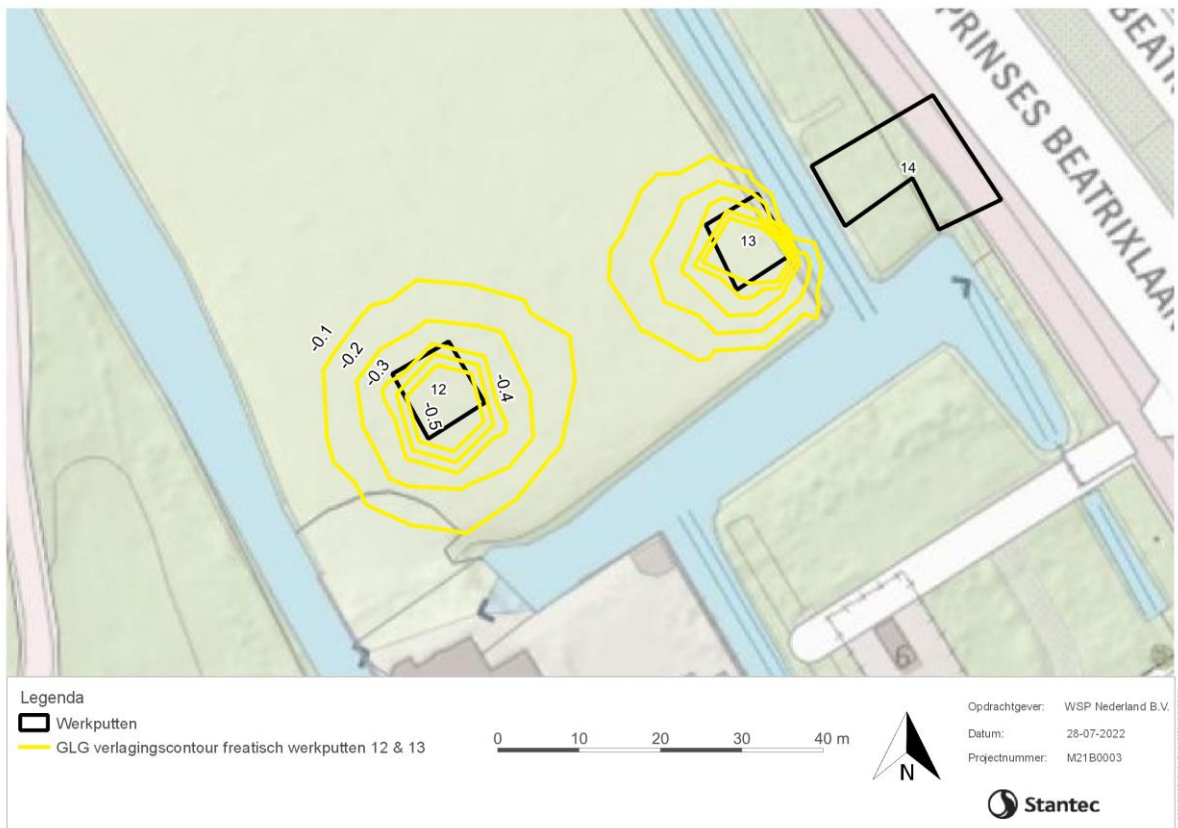 PRINSES BEATRIXLAAN
BEATR
14
13
-0.1
-0.2
-0.3
12
-0.4
-0.5
6
Legenda
Werkputten
GLG verlagingscontour freatisch werkputten 12 & 13
0 10 20 30 40 m
N
Opdrachtgever: WSP Nederland B.V.
Datum: 28-07-2022
Projectnummer: M21B0003
Stantec